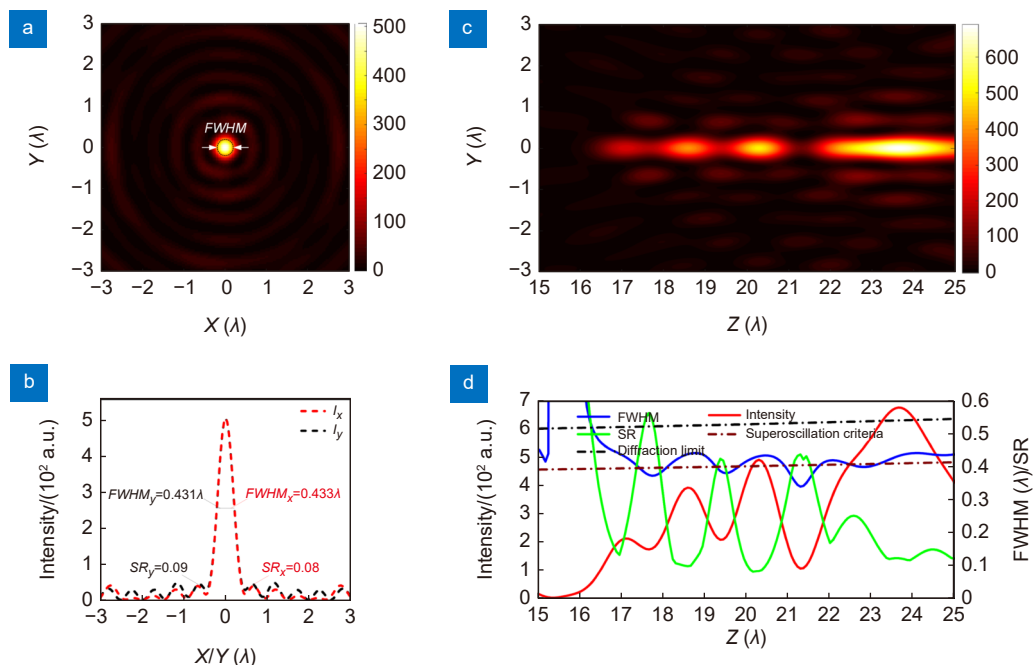 a
3
2
1
0
−1
−2
−3
Y (λ)
−3 −2 −1 0 1 2 3
X (λ)
FWHM
500
400
300
200
100
0
c
3
2
1
0
−1
−2
−3
Y (λ)
15 16 17 18 19 20 21 22 23 24 25
Z (λ)
600
500
400
300
200
100
0
b
5
4
3
2
1
0
Intensity/(10² a.u.)
−3 −2 −1 0 1 2 3
X/Y (λ)
Iₓ
I_y
FWHM_y=0.431λ
FWHMₓ=0.433λ
SR_y=0.09
SRₓ=0.08
d
7
6
5
4
3
2
1
0
Intensity/(10² a.u.)
FWHM
SR
Diffraction limit
Intensity
Superoscillation criteria
15 16 17 18 19 20 21 22 23 24 25
Z (λ)
0.6
0.5
0.4
0.3
0.2
0.1
0
FWHM (λ)/SR